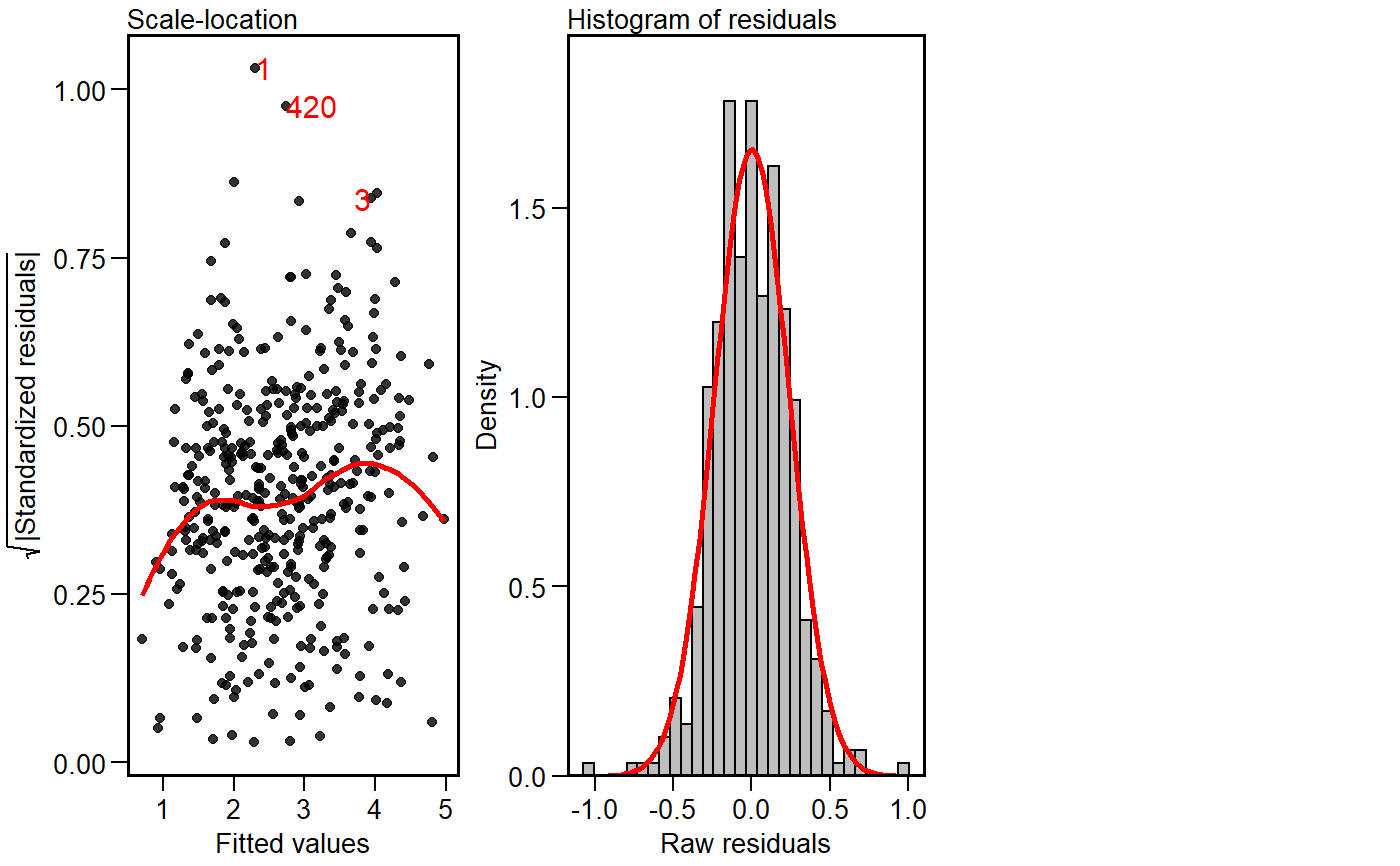 Scale-location
√|Standardized residuals|
1.00
0.75
0.50
0.25
0.00
1
420
3
1 2 3 4 5
Fitted values
Histogram of residuals
Density
1.5
1.0
0.5
0.0
-1.0 -0.5 0.0 0.5 1.0
Raw residuals